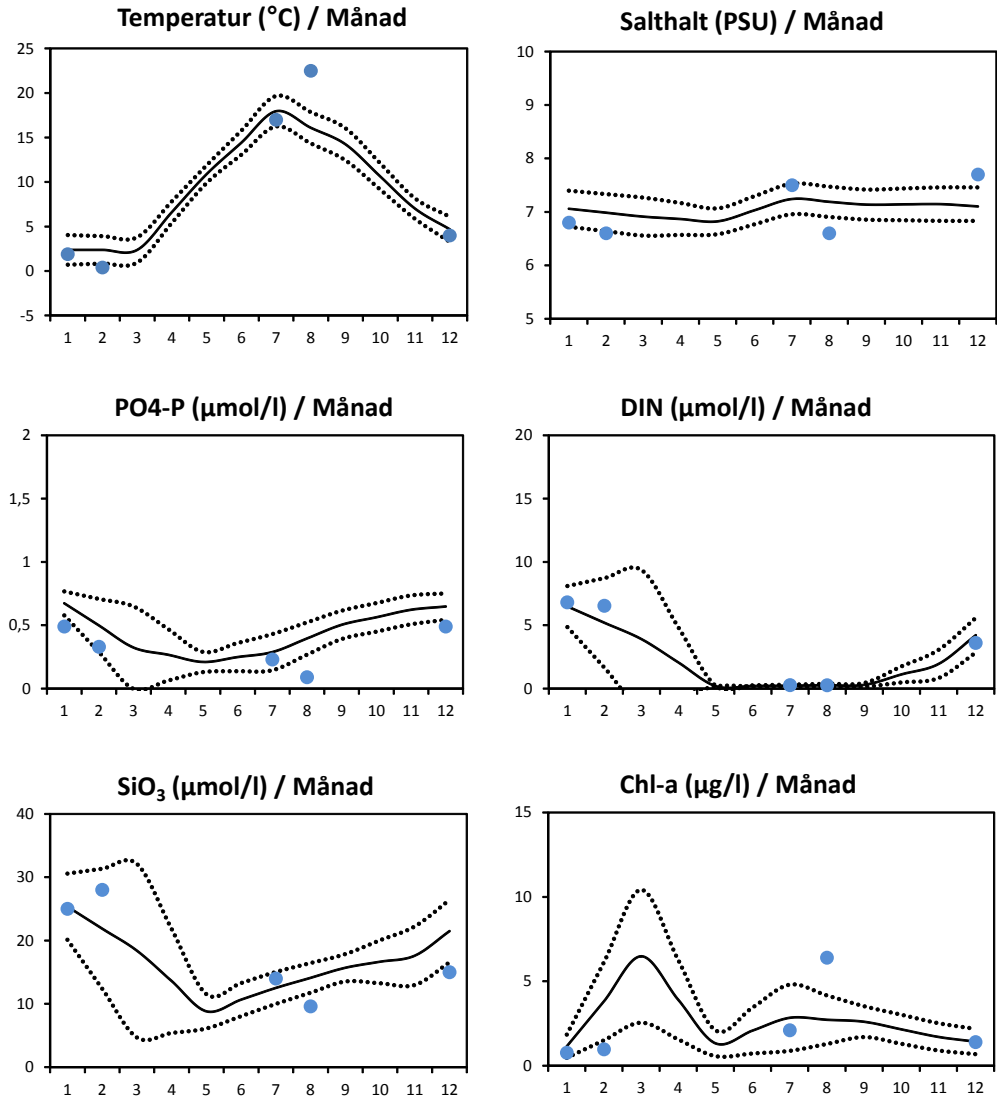 Temperatur (°C) / Månad
25
20
15
10
5
0
-5
1 2 3 4 5 6 7 8 9 10 11 12
Salthalt (PSU) / Månad
10
9
8
7
6
5
1 2 3 4 5 6 7 8 9 10 11 12
PO4-P (µmol/l) / Månad
2
1,5
1
0,5
0
1 2 3 4 5 6 7 8 9 10 11 12
DIN (µmol/l) / Månad
20
10
5
0
1 2 3 4 5 6 7 8 9 10 11 12
SiO₃ (µmol/l) / Månad
40
30
20
10
0
1 2 3 4 5 6 7 8 9 10 11 12
Chl-a (µg/l) / Månad
15
10
5
0
1 2 3 4 5 6 7 8 9 10 11 12